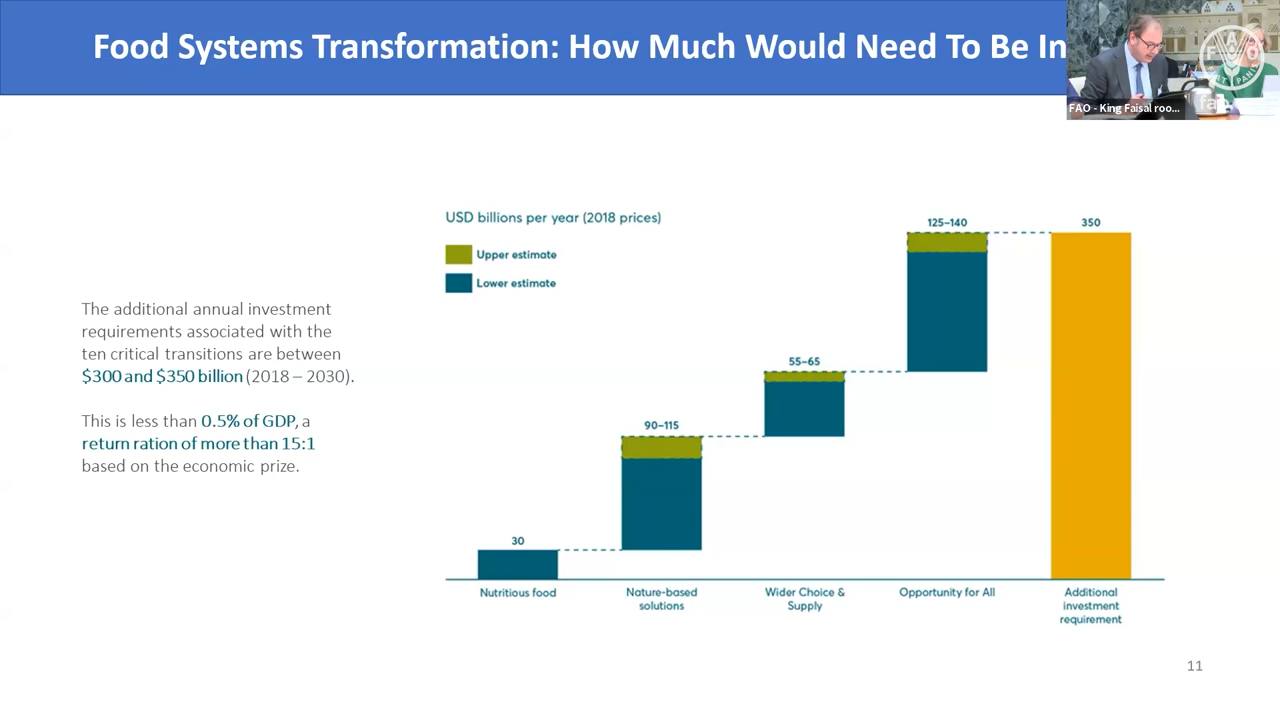 Food Systems Transformation: How Much Would Need To Be In
FAO - King Faisal roo...
USD billions per year (2018 prices)
Upper estimate
Lower estimate
The additional annual investment
requirements associated with the
ten critical transitions are between
$300 and $350 billion (2018 – 2030).
This is less than 0.5% of GDP, a
return ration of more than 15:1
based on the economic prize.
30
90–115
55–65
125–140
350
Nutritious food
Nature-based
solutions
Wider Choice &
Supply
Opportunity for All
Additional
investment
requirement
11